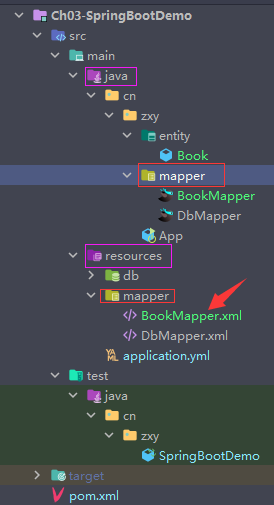 Ch03-SpringBootDemo
src
main
java
cn
zxy
entity
Book
mapper
BookMapper
DbMapper
App
resources
db
mapper
BookMapper.xml
DbMapper.xml
application.yml
test
java
cn
zxy
SpringBootDemo
target
pom.xml